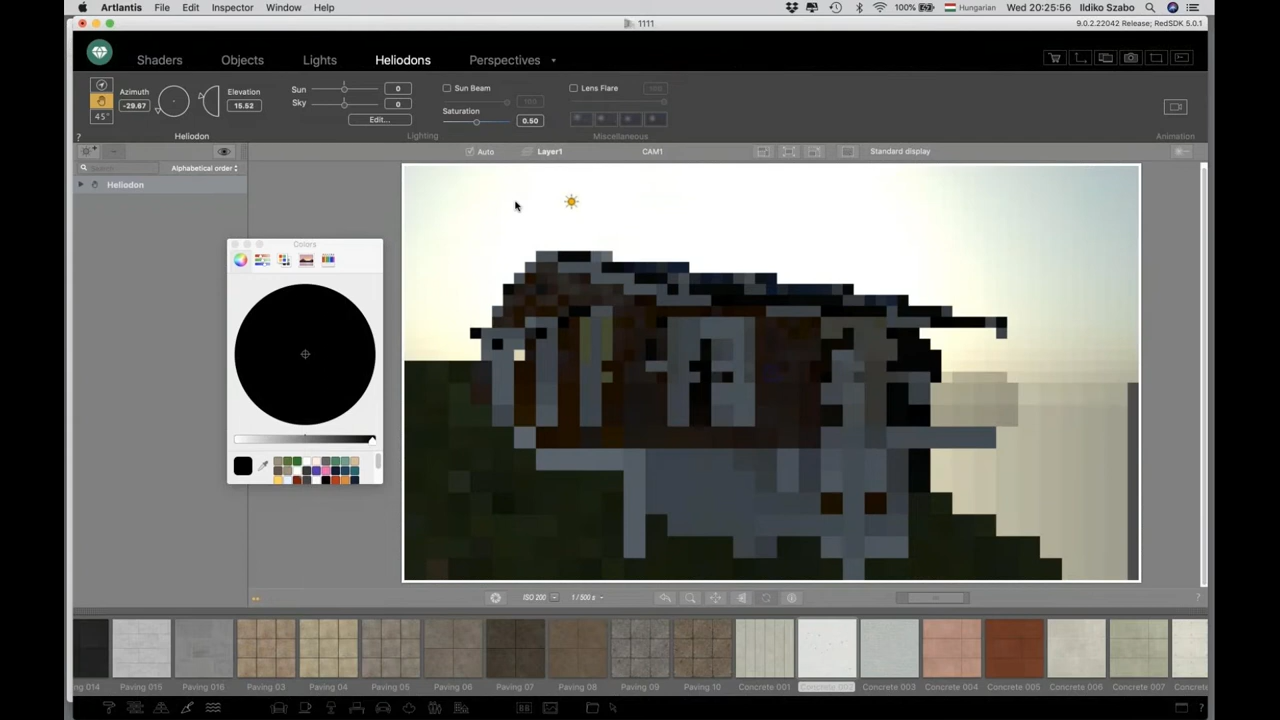 Artlantis File Edit Inspector Window Help 100% Hungarian Wed 20:25:56 Ildiko Szabo
1111
9.0.2.22042 Release; RedSDK 5.0.1
Shaders Objects Lights Heliodons Perspectives
Azimuth Elevation Sun 0 Sun Beam 100 Lens Flare 100
-29.67 15.52 Sky 0 Saturation
45° Edit... 0.50
? Heliodon Lighting Miscellaneous Animation
Auto Layer1 CAM1 Standard display
Search Alphabetical order
Heliodon
Colors
ISO 200 1 / 500 s ?
ng 014 Paving 015 Paving 016 Paving 03 Paving 04 Paving 05 Paving 06 Paving 07 Paving 08 Paving 09 Paving 10 Concrete 001 Concrete 002 Concrete 003 Concrete 004 Concrete 005 Concrete 006 Concrete 007 Concre
?